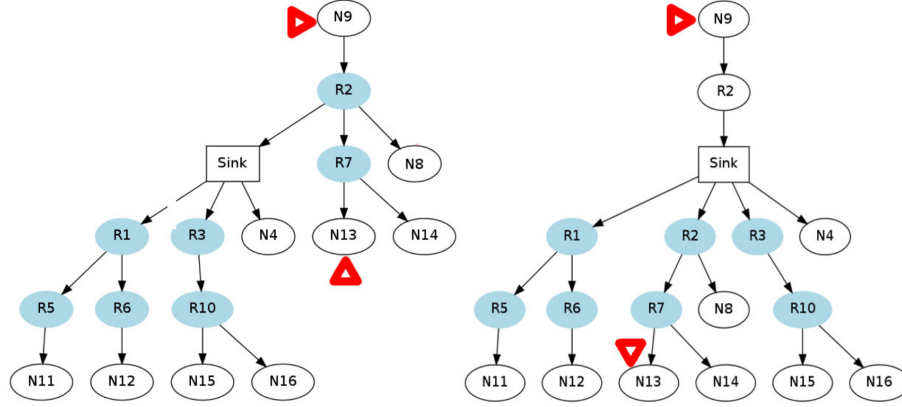 N9
R2
Sink R7 N8
R1 R3 N4 N13 N14
R5 R6 R10
N11 N12 N15 N16
N9
R2
Sink
R1 R2 R3 N4
R5 R6 R7 N8 R10
N11 N12 N13 N14 N15 N16